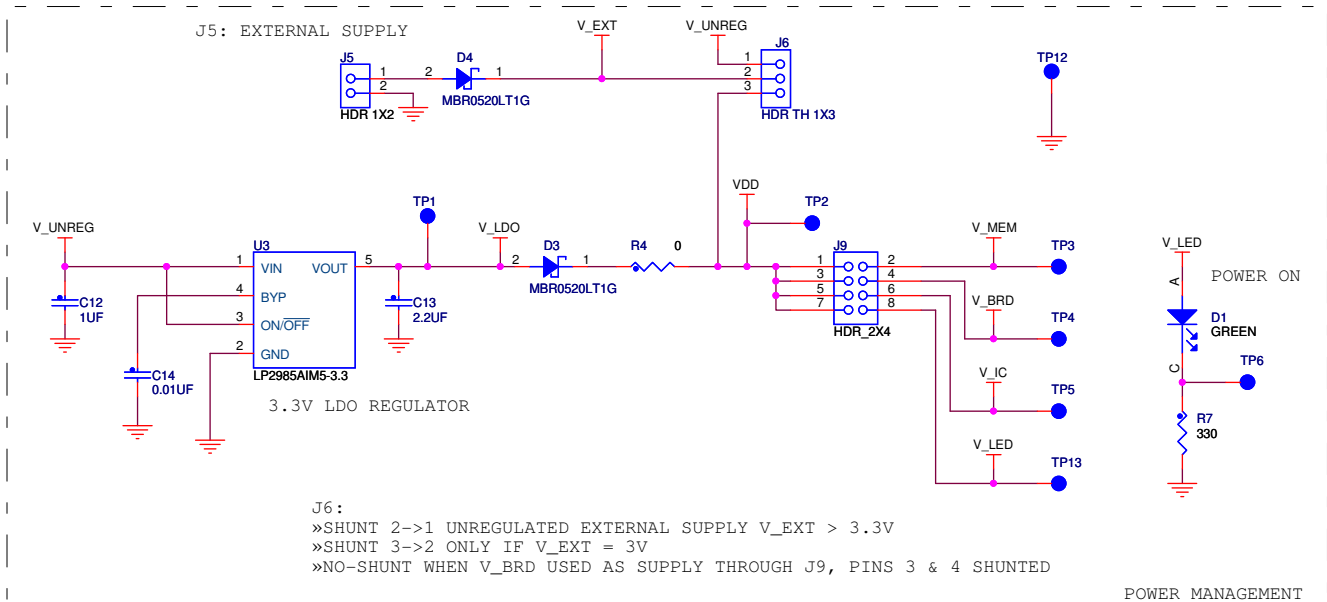 J5: EXTERNAL SUPPLY
V_EXT
V_UNREG
J5
1
2
HDR 1X2
D4
2
1
MBR0520LT1G
J6
1
2
3
HDR TH 1X3
TP12
V_UNREG
C12
1UF
C14
0.01UF
U3
1
VIN
VOUT
5
4
BYP
3
ON/OFF
2
GND
LP2985AIM5-3.3
3.3V LDO REGULATOR
TP1
C13
2.2UF
V_LDO
D3
2
1
MBR0520LT1G
R4
0
VDD
TP2
J9
1
2
3
4
5
6
7
8
HDR_2X4
V_MEM
TP3
V_BRD
TP4
V_IC
TP5
V_LED
TP13
V_LED
POWER ON
A
D1
GREEN
C
TP6
R7
330
J6:
»SHUNT 2->1 UNREGULATED EXTERNAL SUPPLY V_EXT > 3.3V
»SHUNT 3->2 ONLY IF V_EXT = 3V
»NO-SHUNT WHEN V_BRD USED AS SUPPLY THROUGH J9, PINS 3 & 4 SHUNTED
POWER MANAGEMENT